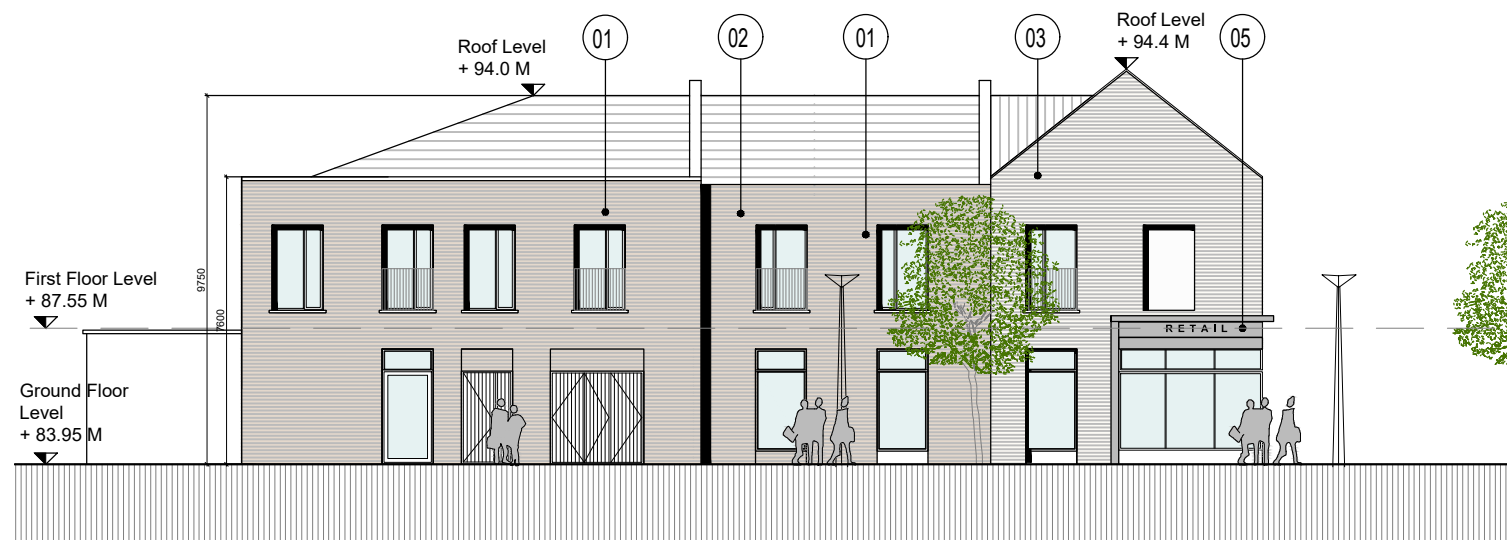 Roof Level
+ 94.0 M
01
02
01
03
Roof Level
+ 94.4 M
05
First Floor Level
+ 87.55 M
9750
7600
RETAIL
Ground Floor
Level
+ 83.95 M